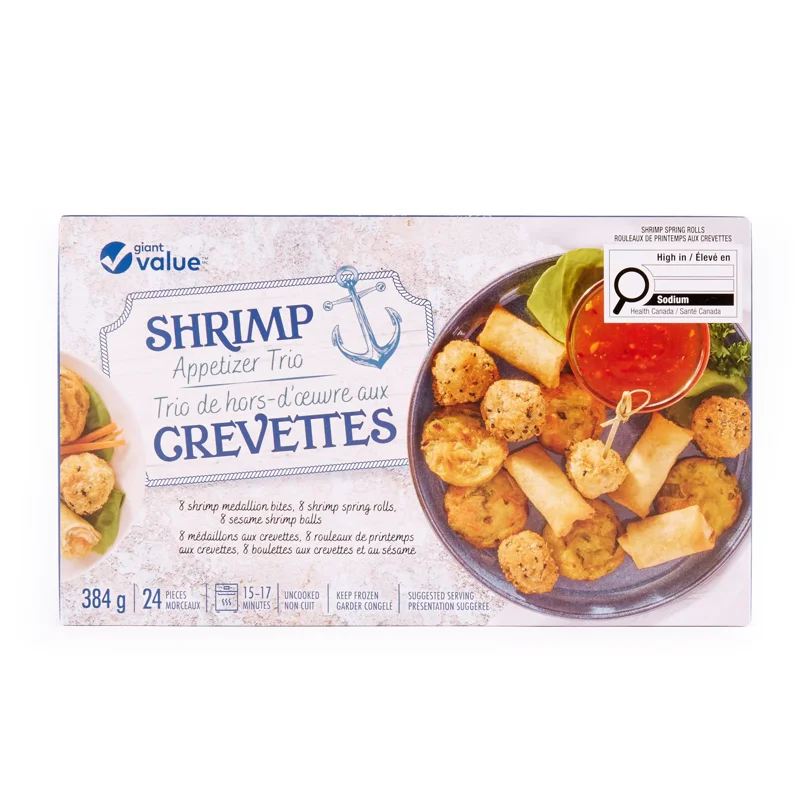 giant
value™
SHRIMP
Appetizer Trio
Trio de hors-d'œuvre aux
CREVETTES
8 shrimp medallion bites, 8 shrimp spring rolls,
8 sesame shrimp balls
8 médaillons aux crevettes, 8 rouleaux de printemps
aux crevettes, 8 boulettes aux crevettes et au sésame
384 g
24 PIECES
MORCEAUX
15-17
MINUTES
UNCOOKED
NON CUIT
KEEP FROZEN
GARDER CONGELÉ
SUGGESTED SERVING
PRÉSENTATION SUGGÉRÉE
SHRIMP SPRING ROLLS
ROULEAUX DE PRINTEMPS AUX CREVETTES
High in / Élevé en
Sodium
Health Canada / Santé Canada